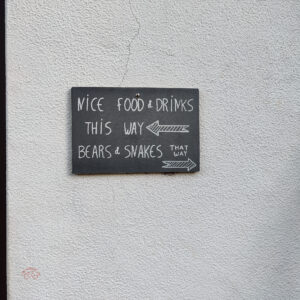 NICE FOOD & DRINKS
THIS WAY
BEARS & SNAKES THAT WAY